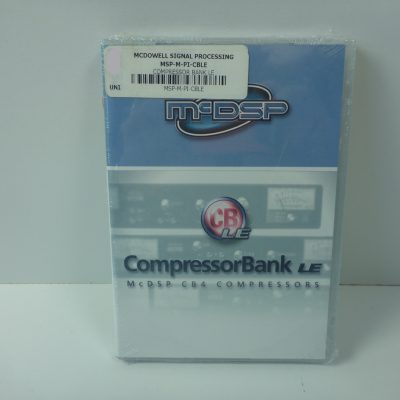 MCDOWELL SIGNAL PROCESSING
MSP-M-PI-CBLE
COMPRESSOR BANK LE
UNI
MSP-M-PI-CBLE
McDSP
CB
LE
CompressorBank LE
McDSP CB4 COMPRESSORS